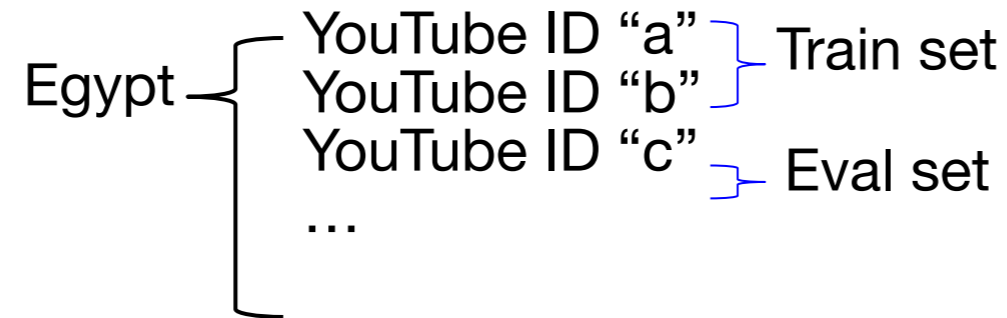 Egypt
YouTube ID “a”
YouTube ID “b”
YouTube ID “c”
…
Train set
Eval set